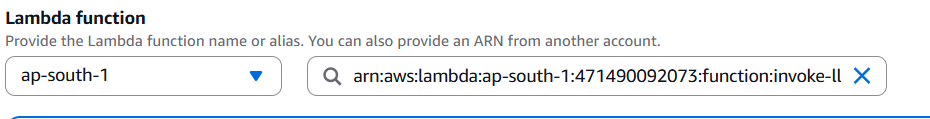 Lambda function
Provide the Lambda function name or alias. You can also provide an ARN from another account.
ap-south-1 arn:aws:lambda:ap-south-1:471490092073:function:invoke-ll